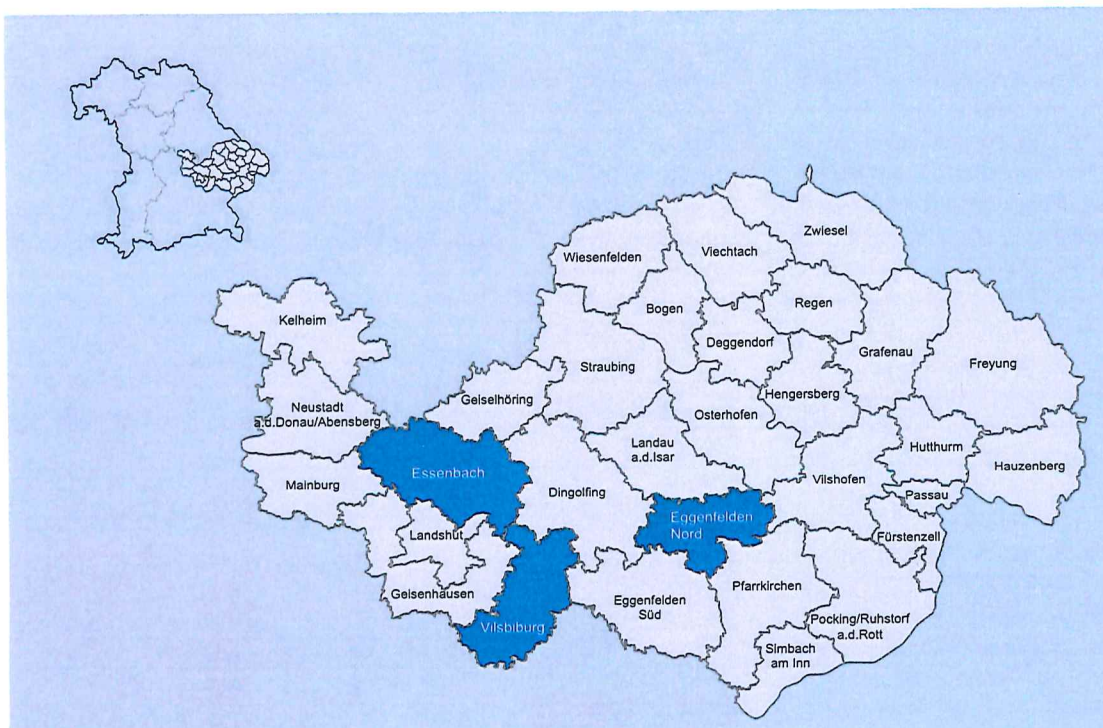 Zwiesel
Viechtach
Wiesenfelden
Regen
Bogen
Kelheim
Deggendorf
Grafenau
Freyung
Straubing
Hengersberg
Geiselhöring
Neustadt
a.d.Donau/Abensberg
Osterhofen
Landau
a.d.Isar
Hutthurm
Hauzenberg
Essenbach
Mainburg
Dingolfing
Vilshofen
Passau
Eggenfelden
Nord
Landshut
Fürstenzell
Pfarrkirchen
Geisenhausen
Eggenfelden
Süd
Pocking/Ruhstorf
a.d.Rott
Vilsbiburg
Simbach
am Inn